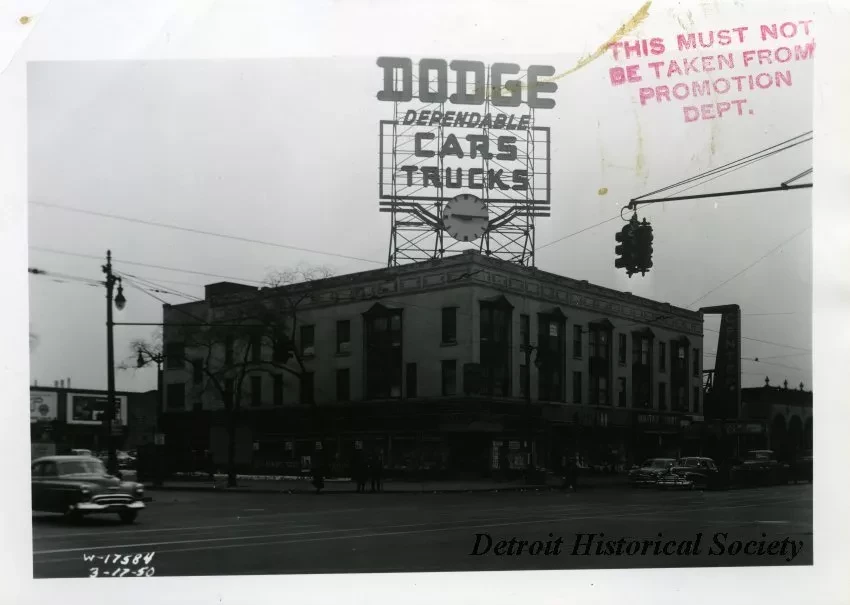 THIS MUST NOT
BE TAKEN FROM
PROMOTION
DEPT.
DODGE
DEPENDABLE
CARS
TRUCKS
W-17584
3-17-50
Detroit Historical Society